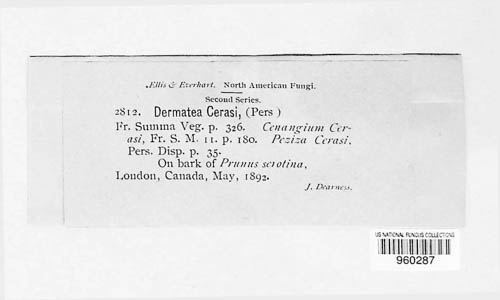 Ellis & Everhart. North American Fungi.
Second Series.
2812. Dermatea Cerasi, (Pers )
Fr. Summa Veg. p. 326. Cenangium Cer-
asi, Fr. S. M. 11. p. 180. Peziza Cerasi,
Pers. Disp. p. 35.
On bark of Prunus serotina,
London, Canada, May, 1892.
J. Dearness.
US NATIONAL FUNGUS COLLECTIONS
960287